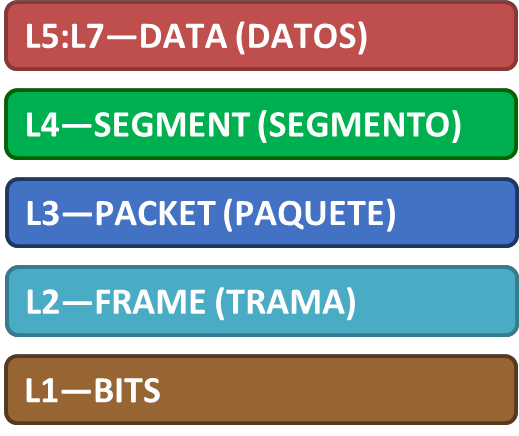 L5:L7—DATA (DATOS)
L4—SEGMENT (SEGMENTO)
L3—PACKET (PAQUETE)
L2—FRAME (TRAMA)
L1—BITS